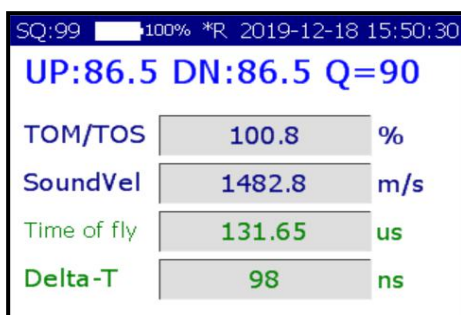 SQ:99 100% *R 2019-12-18 15:50:30
UP:86.5 DN:86.5 Q=90
TOM/TOS 100.8 %
SoundVel 1482.8 m/s
Time of fly 131.65 us
Delta-T 98 ns